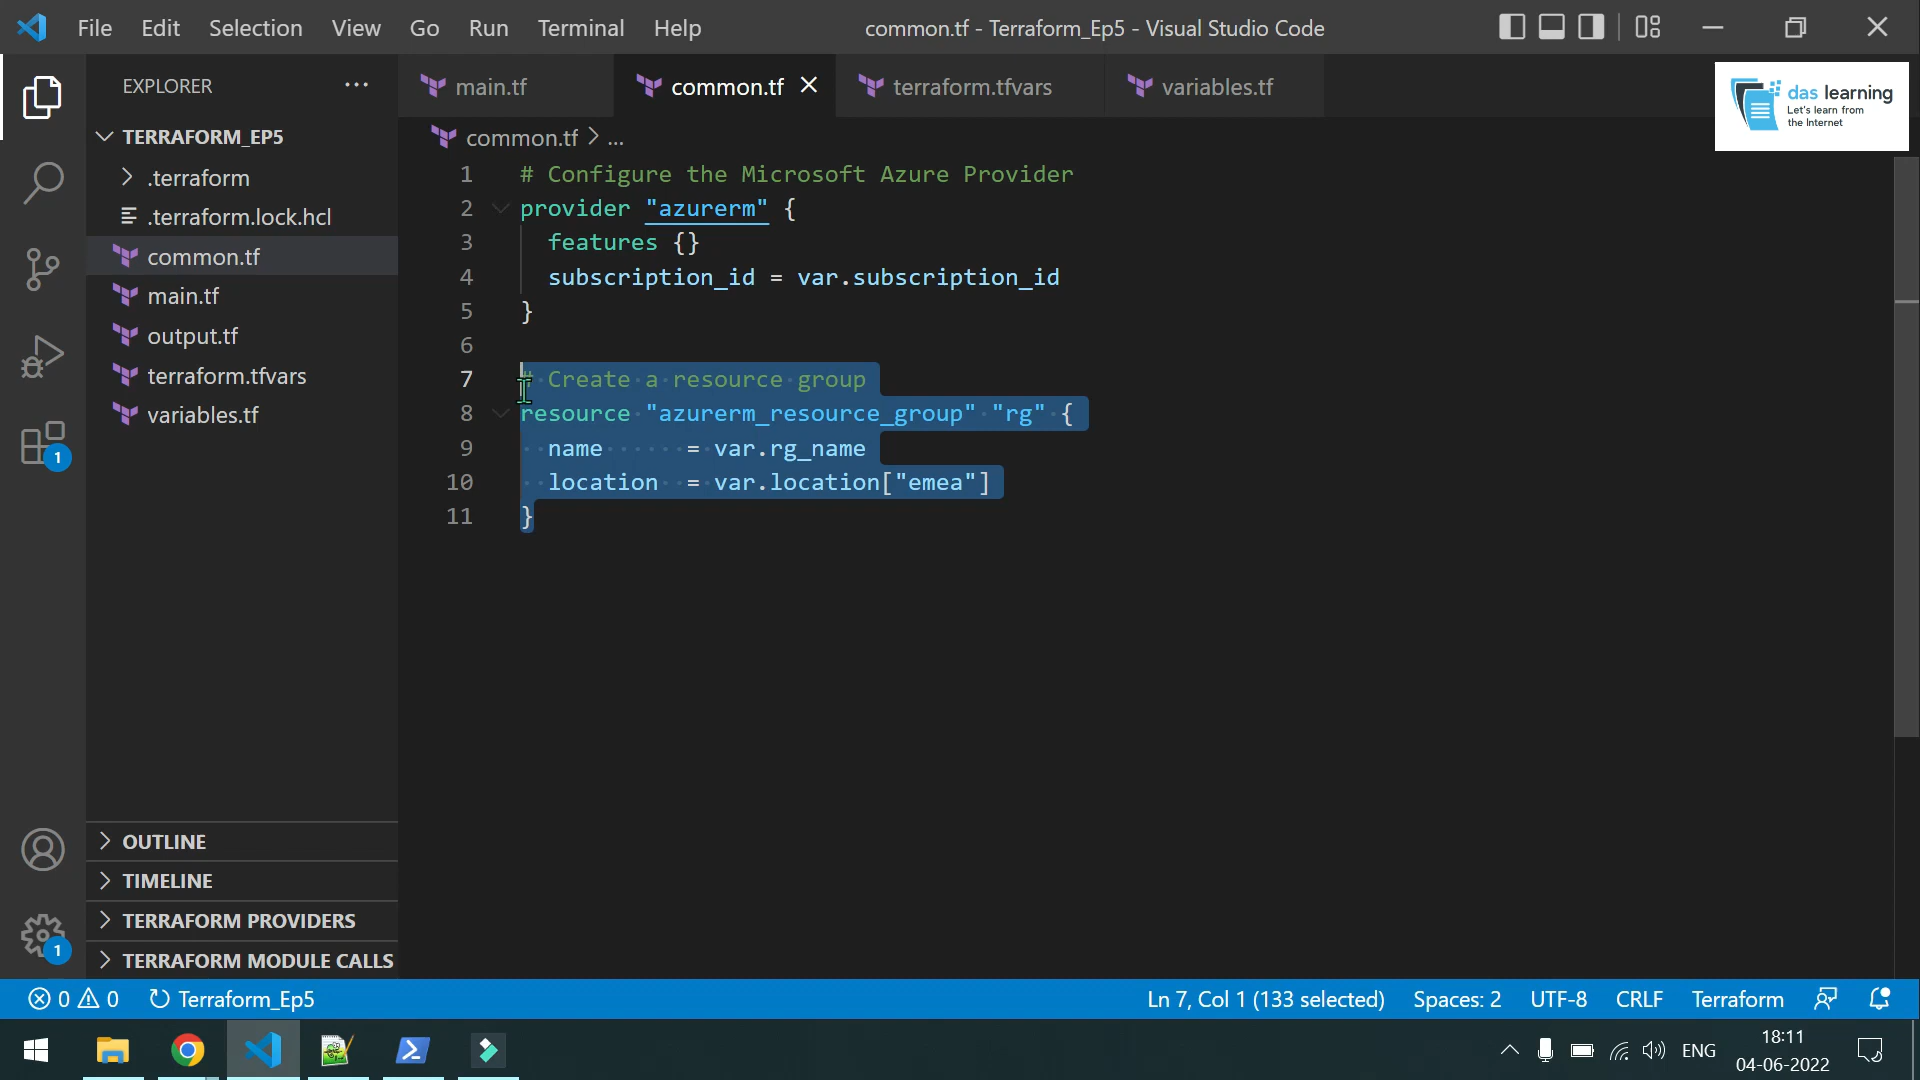 File Edit Selection View Go Run Terminal Help common.tf - Terraform_Ep5 - Visual Studio Code
EXPLORER ...
main.tf common.tf terraform.tfvars variables.tf
das learning
Let's learn from
the Internet
TERRAFORM_EP5
.terraform
.terraform.lock.hcl
common.tf
main.tf
output.tf
terraform.tfvars
variables.tf
common.tf > ...
1 # Configure the Microsoft Azure Provider
2 provider "azurerm" {
3 features {}
4 subscription_id = var.subscription_id
5 }
6
7 # Create a resource group
8 resource "azurerm_resource_group" "rg" {
9 name = var.rg_name
10 location = var.location["emea"]
11 }
1
1
OUTLINE
TIMELINE
TERRAFORM PROVIDERS
TERRAFORM MODULE CALLS
0 0 Terraform_Ep5 Ln 7, Col 1 (133 selected) Spaces: 2 UTF-8 CRLF Terraform
ENG 18:11
04-06-2022